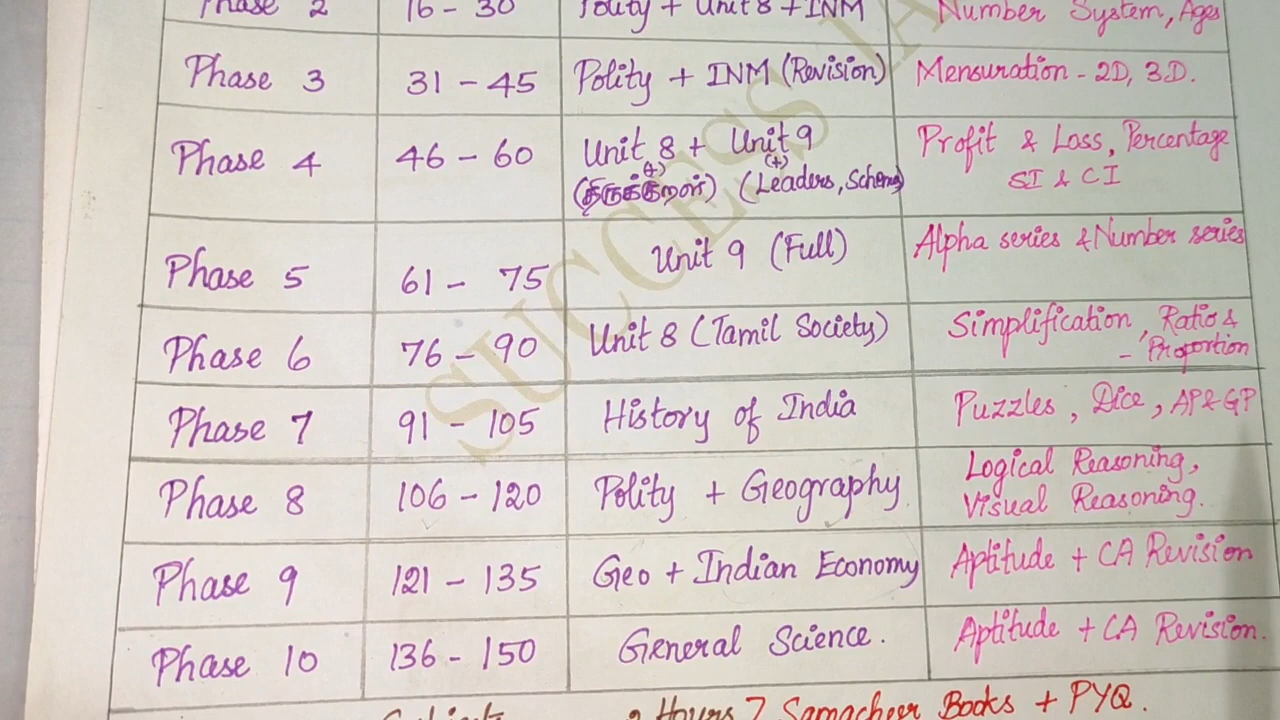 Phase 2 16 - 30 Polity + Unit 8 + INM Number System, Ages
Phase 3 31 - 45 Polity + INM (Revision) Mensuration - 2D, 3D.
Phase 4 46 - 60 Unit 8 + Unit 9 Profit & Loss, Percentage
(+) (+)
(திருக்குறள்) (Leaders, Scheme) SI & CI
Phase 5 61 - 75 Unit 9 (Full) Alpha series & Number series
Phase 6 76 - 90 Unit 8 (Tamil Society) Simplification, Ratio &
- Proportion
Phase 7 91 - 105 History of India Puzzles, Dice, AP & GP
Logical Reasoning,
Phase 8 106 - 120 Polity + Geography Visual Reasoning.
Phase 9 121 - 135 Geo + Indian Economy Aptitude + CA Revision
Phase 10 136 - 150 General Science. Aptitude + CA Revision.
Hours 7 Samacheer Books + PYQ.
SUCCESS